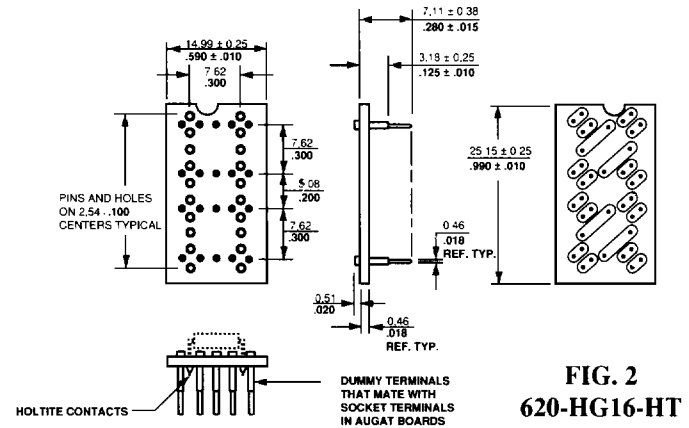 7,11 ± 0 38
.280 ± .015
14.99 ± 0.25
.590 ± .010
3,18 ± 0,25
.125 ± .010
7 62
.300
7.62
.300
25 15 ± 0 25
.990 ± .010
5.08
.200
PINS AND HOLES
ON 2,54 .100
CENTERS TYPICAL
7,62
.300
0.46
.018
REF. TYP.
0,51
.020
0,46
.018
REF. TYP.
HOLTITE CONTACTS
DUMMY TERMINALS
THAT MATE WITH
SOCKET TERMINALS
IN AUGAT BOARDS
FIG. 2
620-HG16-HT